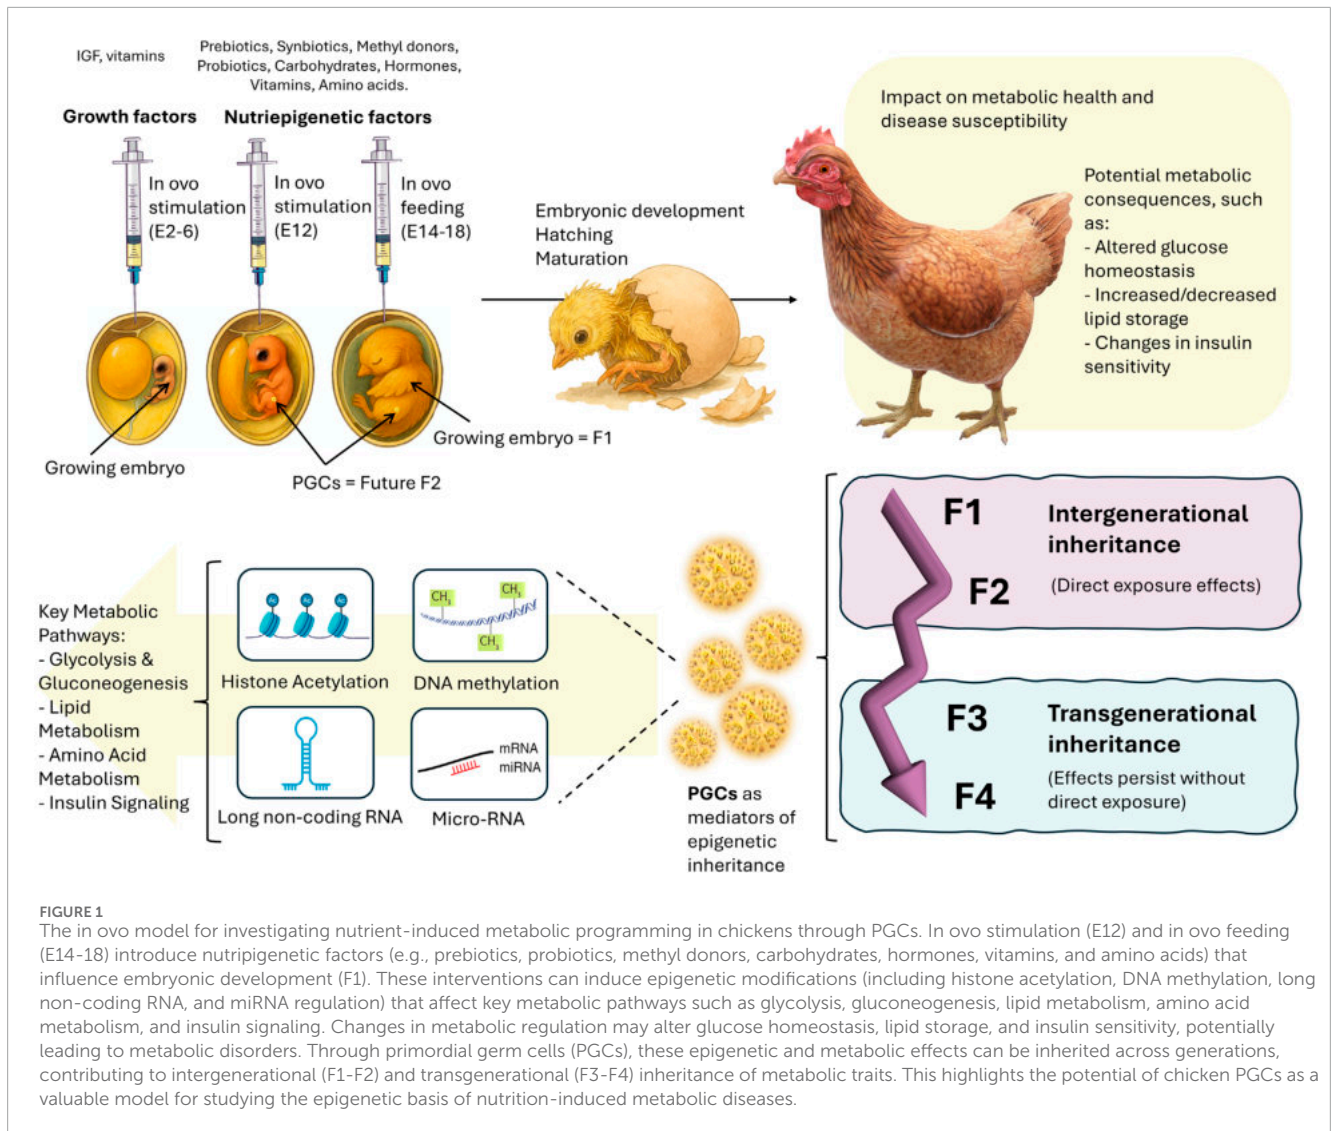 IGF, vitamins
Prebiotics, Synbiotics, Methyl donors,
Probiotics, Carbohydrates, Hormones,
Vitamins, Amino acids.
Growth factors
Nutriepigenetic factors
In ovo
stimulation
(E2-6)
In ovo
stimulation
(E12)
In ovo
feeding
(E14-18)
Growing embryo
PGCs = Future F2
Growing embryo = F1
Embryonic development
Hatching
Maturation
Impact on metabolic health and
disease susceptibility
Potential metabolic
consequences, such
as:
- Altered glucose
homeostasis
- Increased/decreased
lipid storage
- Changes in insulin
sensitivity
Key Metabolic
Pathways:
- Glycolysis &
Gluconeogenesis
- Lipid
Metabolism
- Amino Acid
Metabolism
- Insulin Signaling
Ac
Ac
Ac
Histone Acetylation
CH3
CH3
CH3
DNA methylation
Long non-coding RNA
mRNA
miRNA
Micro-RNA
PGCs as
mediators of
epigenetic
inheritance
F1
F2
Intergenerational
inheritance
(Direct exposure effects)
F3
F4
Transgenerational
inheritance
(Effects persist without
direct exposure)
FIGURE 1
The in ovo model for investigating nutrient-induced metabolic programming in chickens through PGCs. In ovo stimulation (E12) and in ovo feeding
(E14-18) introduce nutripigenetic factors (e.g., prebiotics, probiotics, methyl donors, carbohydrates, hormones, vitamins, and amino acids) that
influence embryonic development (F1). These interventions can induce epigenetic modifications (including histone acetylation, DNA methylation, long
non-coding RNA, and miRNA regulation) that affect key metabolic pathways such as glycolysis, gluconeogenesis, lipid metabolism, amino acid
metabolism, and insulin signaling. Changes in metabolic regulation may alter glucose homeostasis, lipid storage, and insulin sensitivity, potentially
leading to metabolic disorders. Through primordial germ cells (PGCs), these epigenetic and metabolic effects can be inherited across generations,
contributing to intergenerational (F1-F2) and transgenerational (F3-F4) inheritance of metabolic traits. This highlights the potential of chicken PGCs as a
valuable model for studying the epigenetic basis of nutrition-induced metabolic diseases.